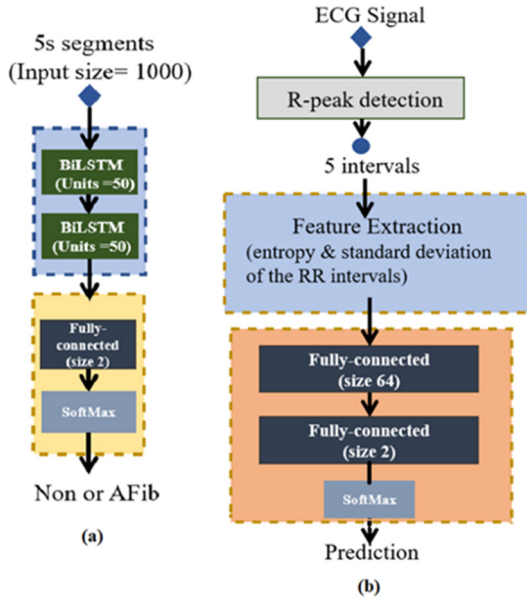 5s segments
(Input size= 1000)
BiLSTM
(Units =50)
BiLSTM
(Units =50)
Fully-
connected
(size 2)
SoftMax
Non or AFib
(a)
ECG Signal
R-peak detection
5 intervals
Feature Extraction
(entropy & standard deviation
of the RR intervals)
Fully-connected
(size 64)
Fully-connected
(size 2)
SoftMax
Prediction
(b)